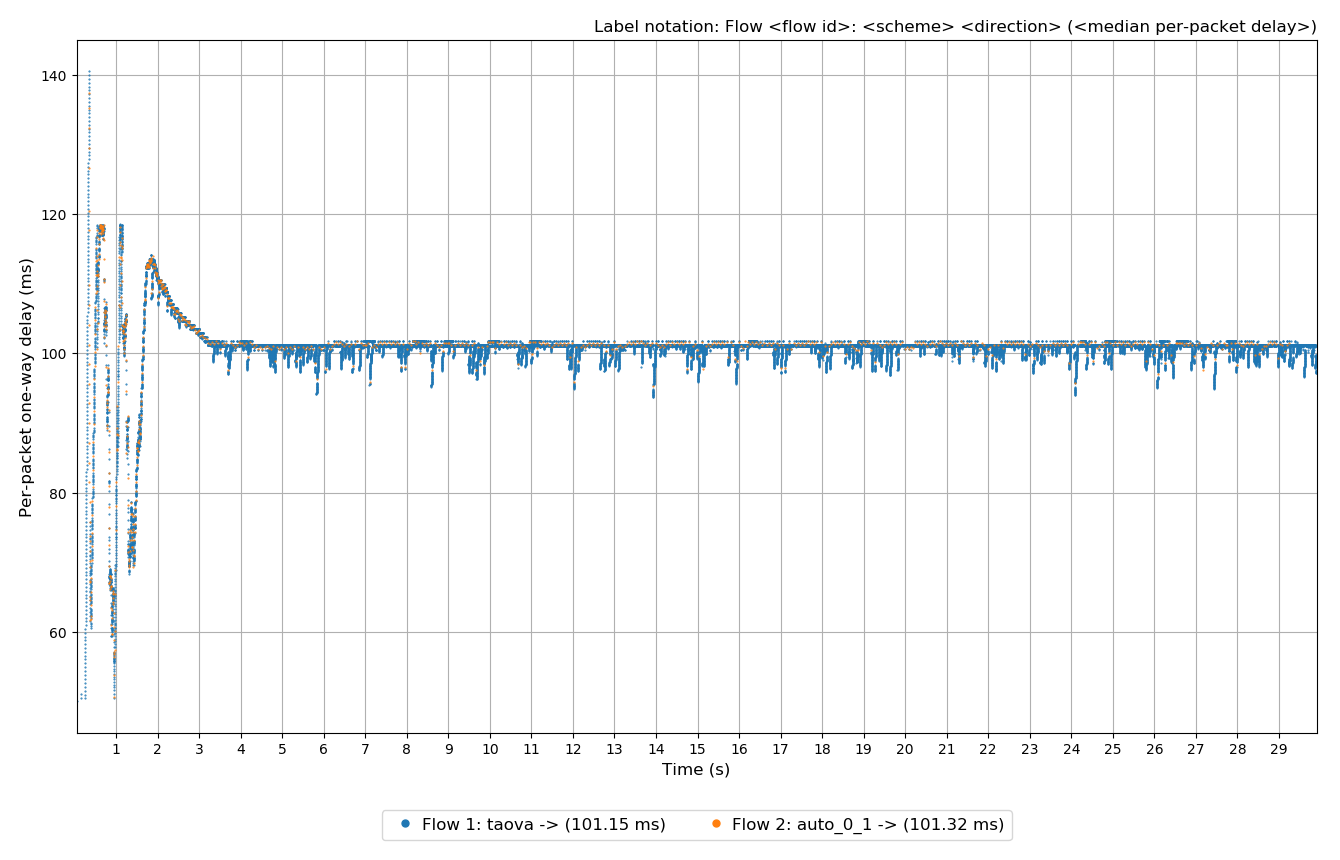 Label notation: Flow <flow id>: <scheme> <direction> (<median per-packet delay>)
Per-packet one-way delay (ms)
140
120
100
80
60
1 2 3 4 5 6 7 8 9 10 11 12 13 14 15 16 17 18 19 20 21 22 23 24 25 26 27 28 29
Time (s)
Flow 1: taova -> (101.15 ms) Flow 2: auto_0_1 -> (101.32 ms)